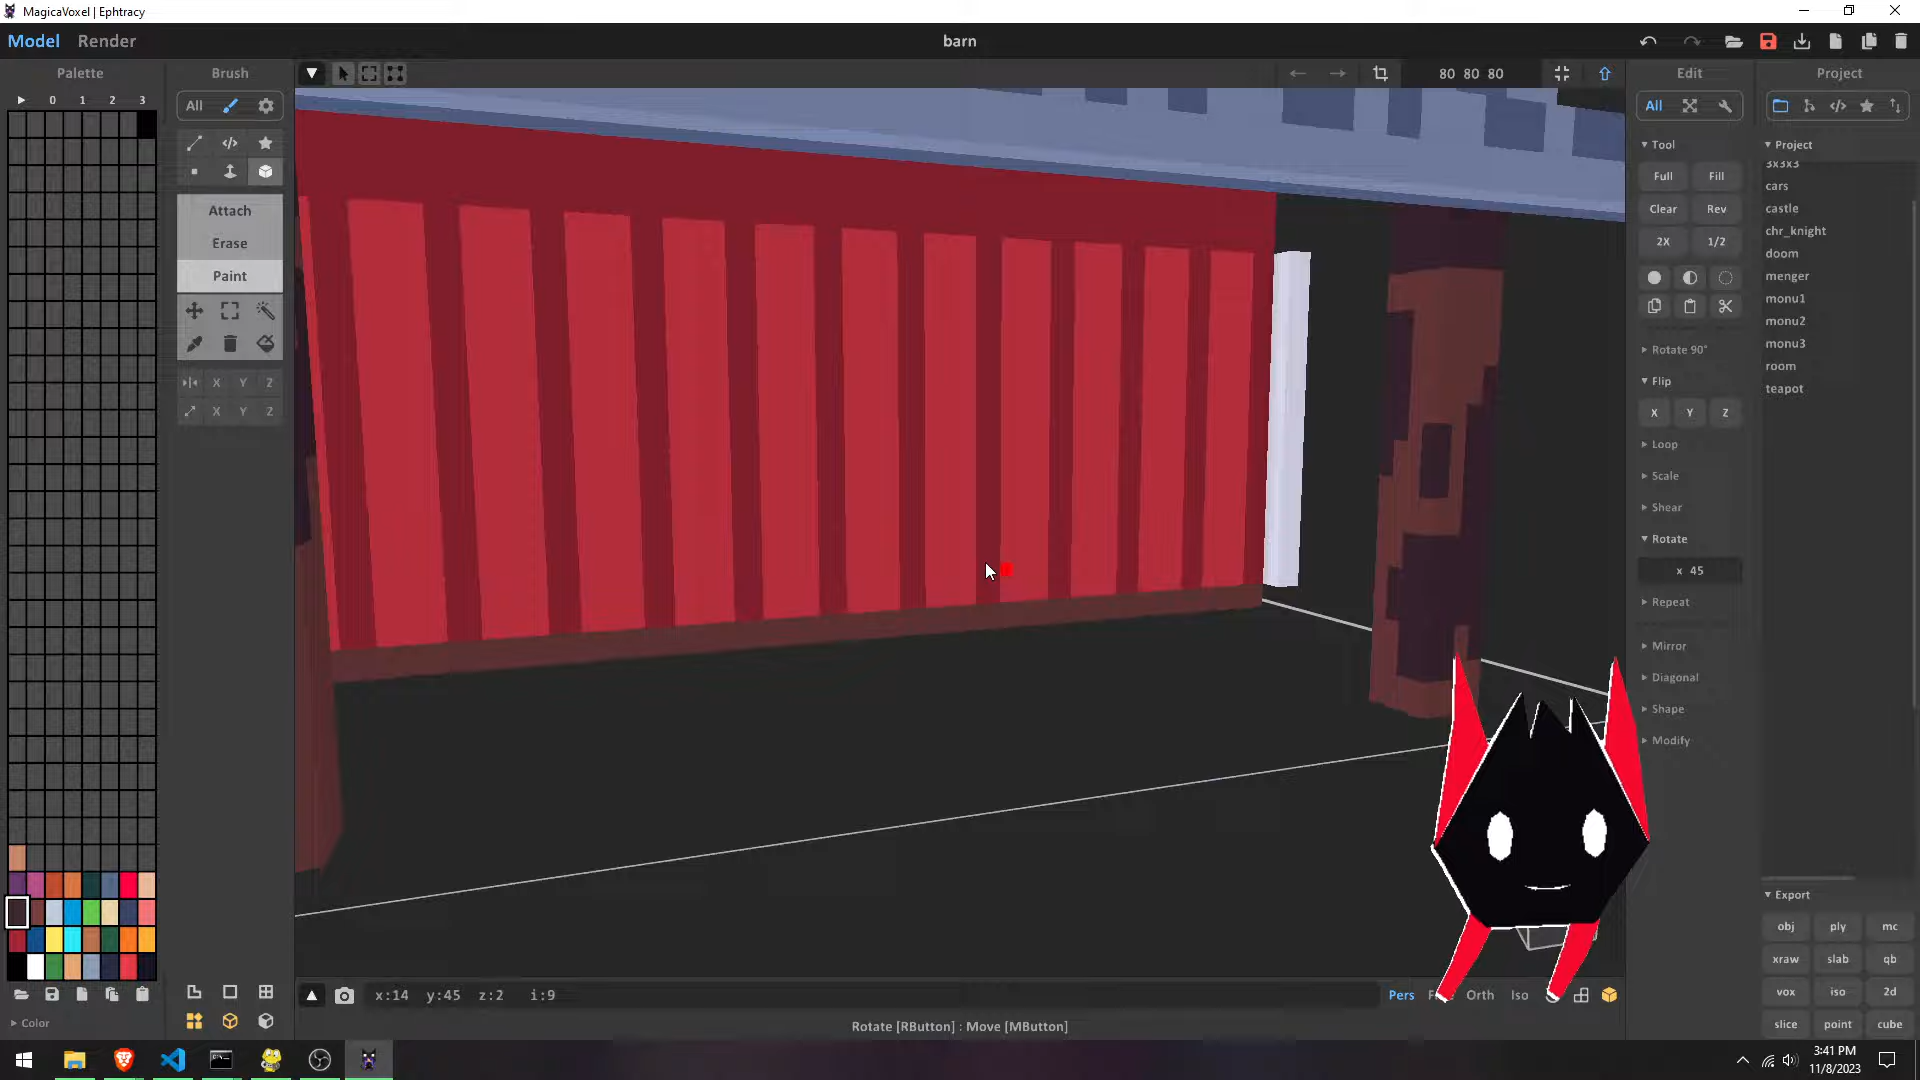 MagicaVoxel | Ephtracy
Model Render
barn
Palette
Brush
80 80 80
Edit
Project
0 1 2 3
All
All
Tool
Project
3x3x3
Full Fill
cars
Attach
Clear Rev
castle
chr_knight
Erase
2X 1/2
doom
Paint
menger
monu1
monu2
Rotate 90°
monu3
Flip
room
X Y Z
teapot
X Y Z
X Y Z
Loop
Scale
Shear
Rotate
x 45
Repeat
Mirror
Diagonal
Shape
Modify
Export
obj ply mc
xraw slab qb
x:14 y:45 z:2 i:9
Pers
Orth Iso
vox iso 2d
Color
Rotate [RButton] : Move [MButton]
slice point cube
3:41 PM
11/8/2023